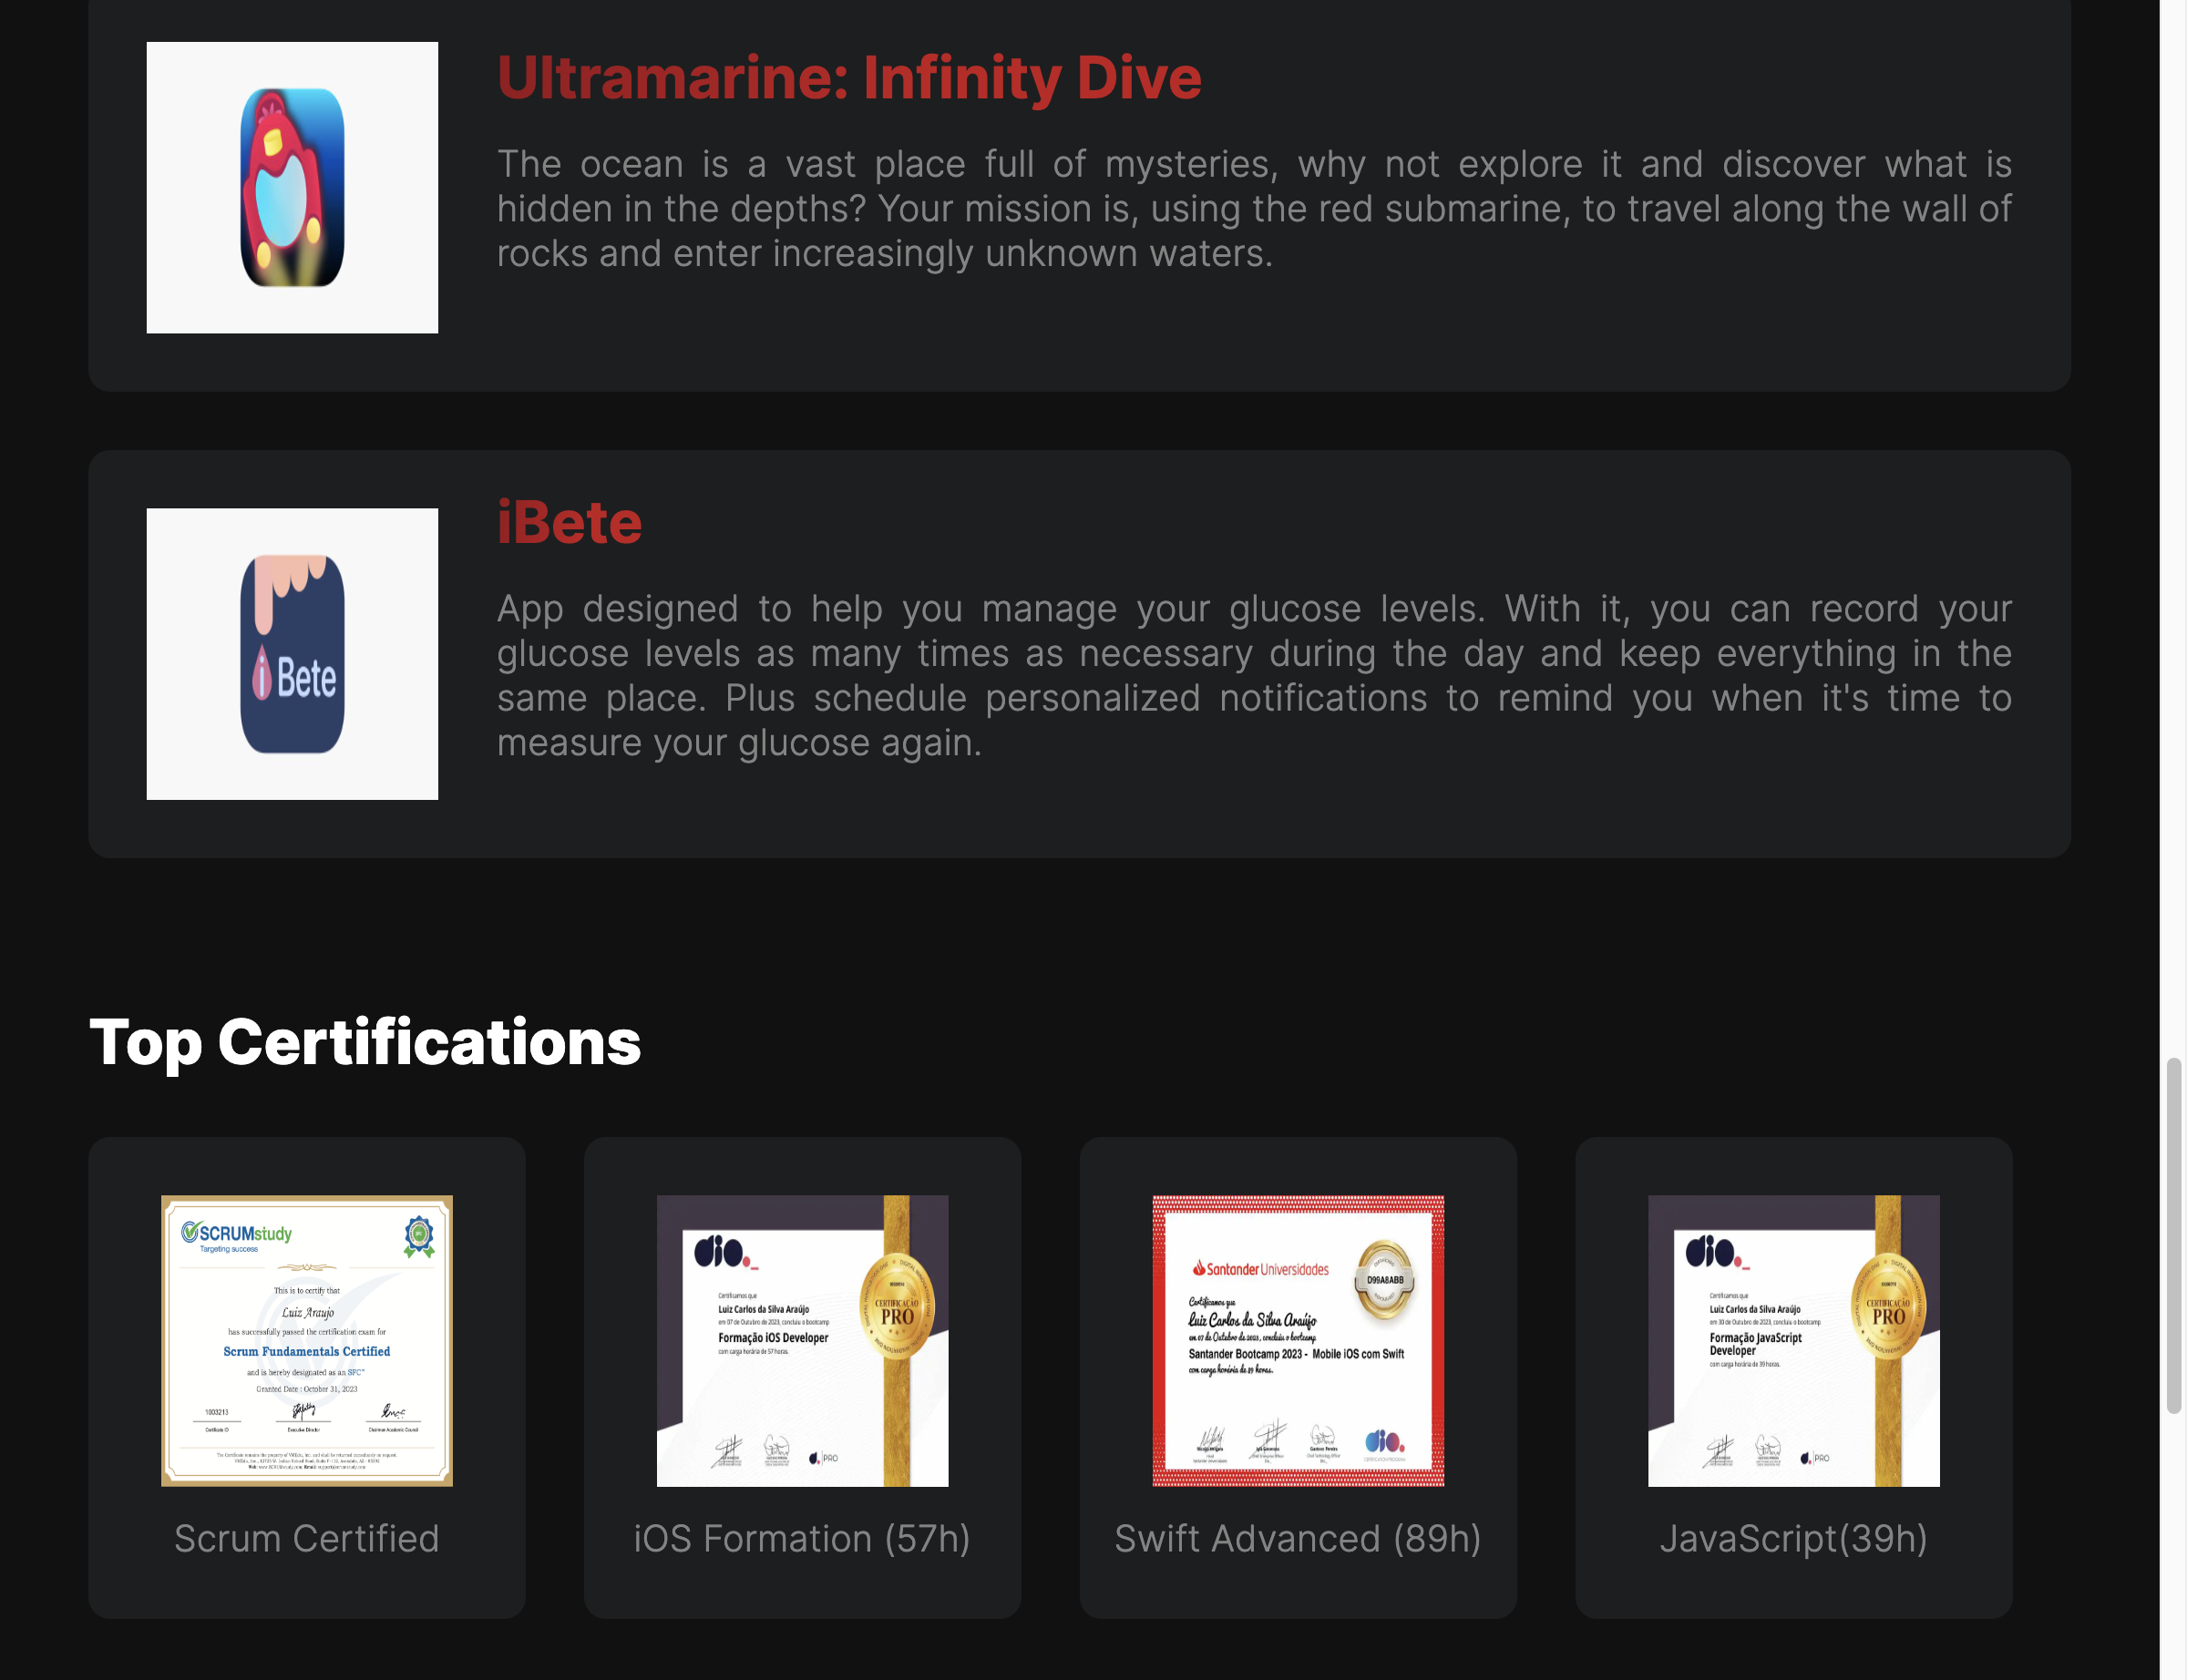 Ultramarine: Infinity Dive
The ocean is a vast place full of mysteries, why not explore it and discover what is
hidden in the depths? Your mission is, using the red submarine, to travel along the wall of
rocks and enter increasingly unknown waters.
iBete
i Bete
App designed to help you manage your glucose levels. With it, you can record your
glucose levels as many times as necessary during the day and keep everything in the
same place. Plus schedule personalized notifications to remind you when it's time to
measure your glucose again.
Top Certifications
SCRUMstudy
Targeting success
This is to certify that
Luiz Araujo
has successfully passed the certification exam for
Scrum Fundamentals Certified
and is hereby designated as an SFC™
Granted Date : October 31, 2023
1003213
Certificate ID
Executive Director
Chairman Academic Council
Scrum Certified
dio._
Certificamos que
Luiz Carlos da Silva Araújo
em 07 de Outubro de 2023, concluiu o bootcamp
Formação iOS Developer
com carga horária de 57 horas.
CERTIFICAÇÃO
PRO
d. PRO
iOS Formation (57h)
Santander Universidades
D99A8ABB
Certificamos que
Luiz Carlos da Silva Araújo
em 07 de Outubro de 2023, concluiu o bootcamp
Santander Bootcamp 2023 - Mobile iOS com Swift
com carga horária de 89 horas.
dio.
Swift Advanced (89h)
dio._
Certificamos que
Luiz Carlos da Silva Araújo
em 30 de Outubro de 2023, concluiu o bootcamp
Formação JavaScript
Developer
com carga horária de 39 horas.
CERTIFICAÇÃO
PRO
d. PRO
JavaScript(39h)